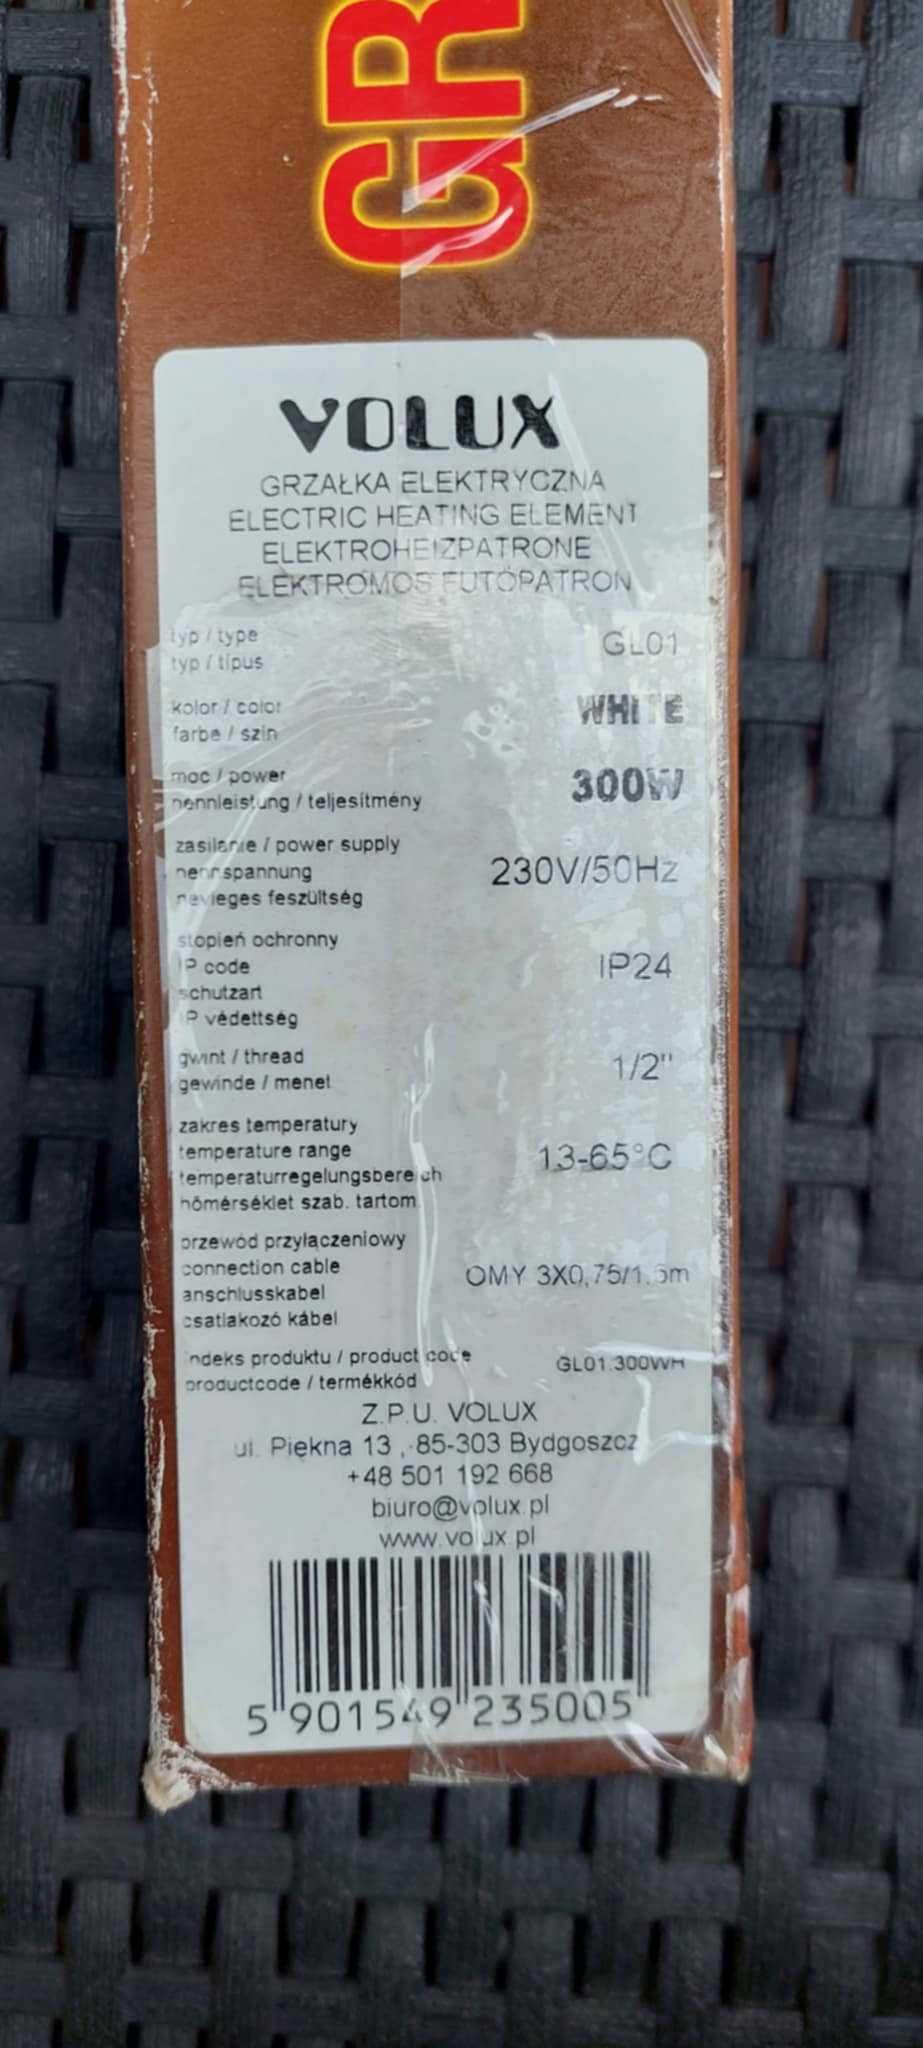 GR
VOLUX
GRZAŁKA ELEKTRYCZNA
ELECTRIC HEATING ELEMENT
ELEKTROHEIZPATRONE
ELEKTROMOS FUTÖPATRON
typ / type
typ / típus
GL01
kolor / color
farbe / szin
WHITE
moc / power
nennleistung / teljesítmény
300W
zasilanie / power supply
nennspannung
nevleges feszültség
230V/50Hz
stopień ochronny
IP code
schutzart
IP védettség
IP24
gwint / thread
gewinde / menet
1/2"
zakres temperatury
temperature range
temperaturregelungsbereich
hőmérséklet szab. tartom
13-65°C
przewód przyłączeniowy
connection cable
anschlusskabel
csatlakozó kábel
OMY 3X0,75/1.5m
indeks produktu / product code
productcode / termékkód
GL01.300WH
Z.P.U. VOLUX
ul. Piękna 13 , 85-303 Bydgoszcz
+48 501 192 668
biuro@volux.pl
www.volux.pl
5 901549 235005